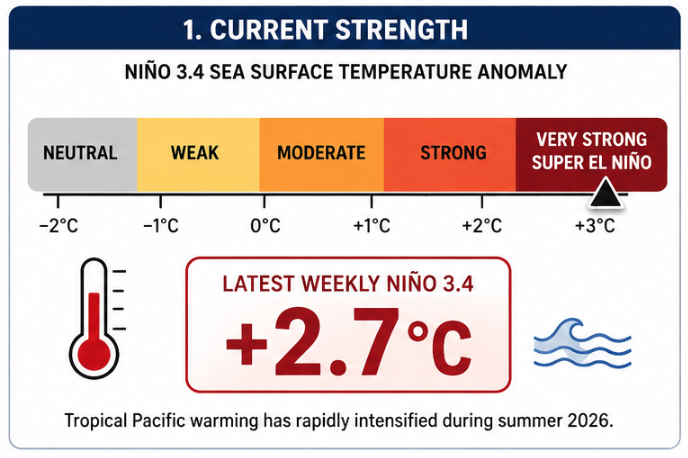 1. CURRENT STRENGTH
NIÑO 3.4 SEA SURFACE TEMPERATURE ANOMALY
NEUTRAL WEAK MODERATE STRONG VERY STRONG
SUPER EL NIÑO
−2°C −1°C 0°C +1°C +2°C +3°C
LATEST WEEKLY NIÑO 3.4
+2.7°C
Tropical Pacific warming has rapidly intensified during summer 2026.